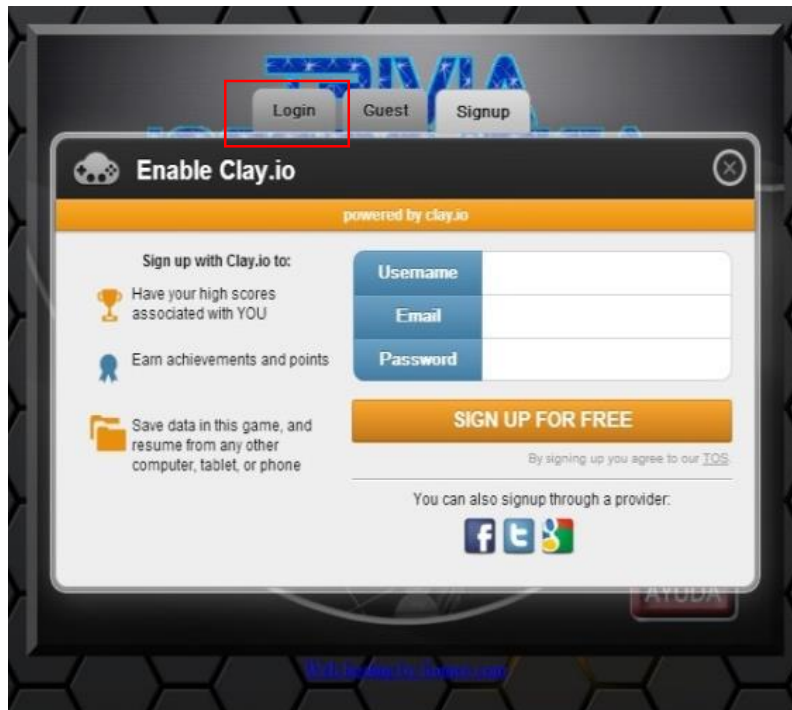 TRIVIA
Login
Guest
Signup
Enable Clay.io
powered by clay.io
Sign up with Clay.io to:
Have your high scores
associated with YOU
Earn achievements and points
Save data in this game, and
resume from any other
computer, tablet, or phone
Username
Email
Password
SIGN UP FOR FREE
By signing up you agree to our TOS.
You can also signup through a provider:
AYUDA